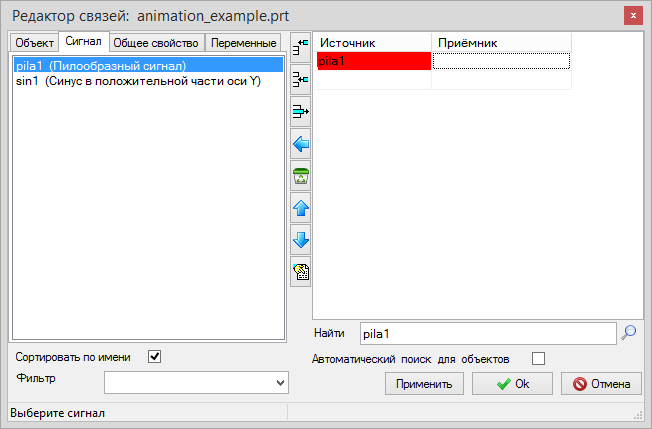 Редактор связей: animation_example.prt
x
Объект Сигнал Общее свойство Переменные
pila1 (Пилообразный сигнал)
sin1 (Синус в положительной части оси Y)
Источник Приёмник
pila1
Найти pila1
Сортировать по имени
Автоматический поиск для объектов
Фильтр
Применить Ok Отмена
Выберите сигнал